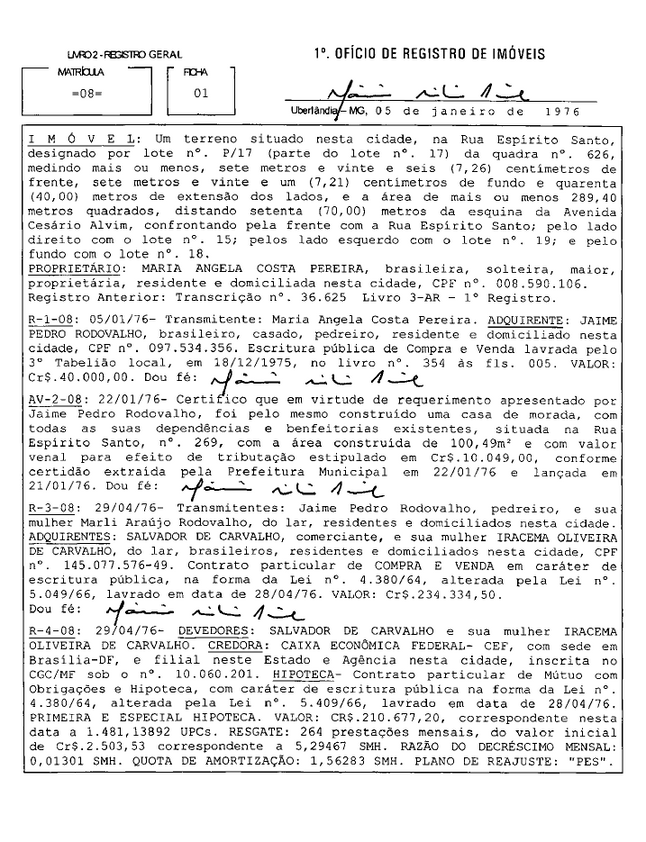 LIVRO 2 - REGISTRO GERAL
1º. OFÍCIO DE REGISTRO DE IMÓVEIS
MATRÍCULA
=08=
FICHA
01
Uberlândia - MG, 05 de janeiro de 1976
I M Ó V E L: Um terreno situado nesta cidade, na Rua Espírito Santo,
designado por lote nº. P/17 (parte do lote nº. 17) da quadra nº. 626,
medindo mais ou menos, sete metros e vinte e seis (7,26) centímetros de
frente, sete metros e vinte e um (7,21) centímetros de fundo e quarenta
(40,00) metros de extensão dos lados, e a área de mais ou menos 289,40
metros quadrados, distando setenta (70,00) metros da esquina da Avenida
Cesário Alvim, confrontando pela frente com a Rua Espírito Santo; pelo lado
direito com o lote nº. 15; pelos lado esquerdo com o lote nº. 19; e pelo
fundo com o lote nº. 18.
PROPRIETÁRIO: MARIA ANGELA COSTA PEREIRA, brasileira, solteira, maior,
proprietária, residente e domiciliada nesta cidade, CPF nº. 008.590.106.
Registro Anterior: Transcrição nº. 36.625 Livro 3-AR - 1º Registro.
R-1-08: 05/01/76- Transmitente: Maria Angela Costa Pereira. ADQUIRENTE: JAIME
PEDRO RODOVALHO, brasileiro, casado, pedreiro, residente e domiciliado nesta
cidade, CPF nº. 097.534.356. Escritura pública de Compra e Venda lavrada pelo
3º Tabelião local, em 18/12/1975, no livro nº. 354 às fls. 005. VALOR:
Cr$.40.000,00. Dou fé:
AV-2-08: 22/01/76- Certifico que em virtude de requerimento apresentado por
Jaime Pedro Rodovalho, foi pelo mesmo construído uma casa de morada, com
todas as suas dependências e benfeitorias existentes, situada na Rua
Espírito Santo, nº. 269, com a área construída de 100,49m² e com valor
venal para efeito de tributação estipulado em Cr$.10.049,00, conforme
certidão extraída pela Prefeitura Municipal em 22/01/76 e lançada em
21/01/76. Dou fé:
R-3-08: 29/04/76- Transmitentes: Jaime Pedro Rodovalho, pedreiro, e sua
mulher Marli Araújo Rodovalho, do lar, residentes e domiciliados nesta cidade.
ADQUIRENTES: SALVADOR DE CARVALHO, comerciante, e sua mulher IRACEMA OLIVEIRA
DE CARVALHO, do lar, brasileiros, residentes e domiciliados nesta cidade, CPF
nº. 145.077.576-49. Contrato particular de COMPRA E VENDA em caráter de
escritura pública, na forma da Lei nº. 4.380/64, alterada pela Lei nº.
5.049/66, lavrado em data de 28/04/76. VALOR: Cr$.234.334,50.
Dou fé:
R-4-08: 29/04/76- DEVEDORES: SALVADOR DE CARVALHO e sua mulher IRACEMA
OLIVEIRA DE CARVALHO. CREDORA: CAIXA ECONÔMICA FEDERAL- CEF, com sede em
Brasília-DF, e filial neste Estado e Agência nesta cidade, inscrita no
CGC/MF sob o nº. 10.060.201. HIPOTECA- Contrato particular de Mútuo com
Obrigações e Hipoteca, com caráter de escritura pública na forma da Lei nº.
4.380/64, alterada pela Lei nº. 5.409/66, lavrado em data de 28/04/76.
PRIMEIRA E ESPECIAL HIPOTECA. VALOR: CR$.210.677,20, correspondente nesta
data a 1.481,13892 UPCs. RESGATE: 264 prestações mensais, do valor inicial
de Cr$.2.503,53 correspondente a 5,29467 SMH. RAZÃO DO DECRÉSCIMO MENSAL:
0,01301 SMH. QUOTA DE AMORTIZAÇÃO: 1,56283 SMH. PLANO DE REAJUSTE: "PES".